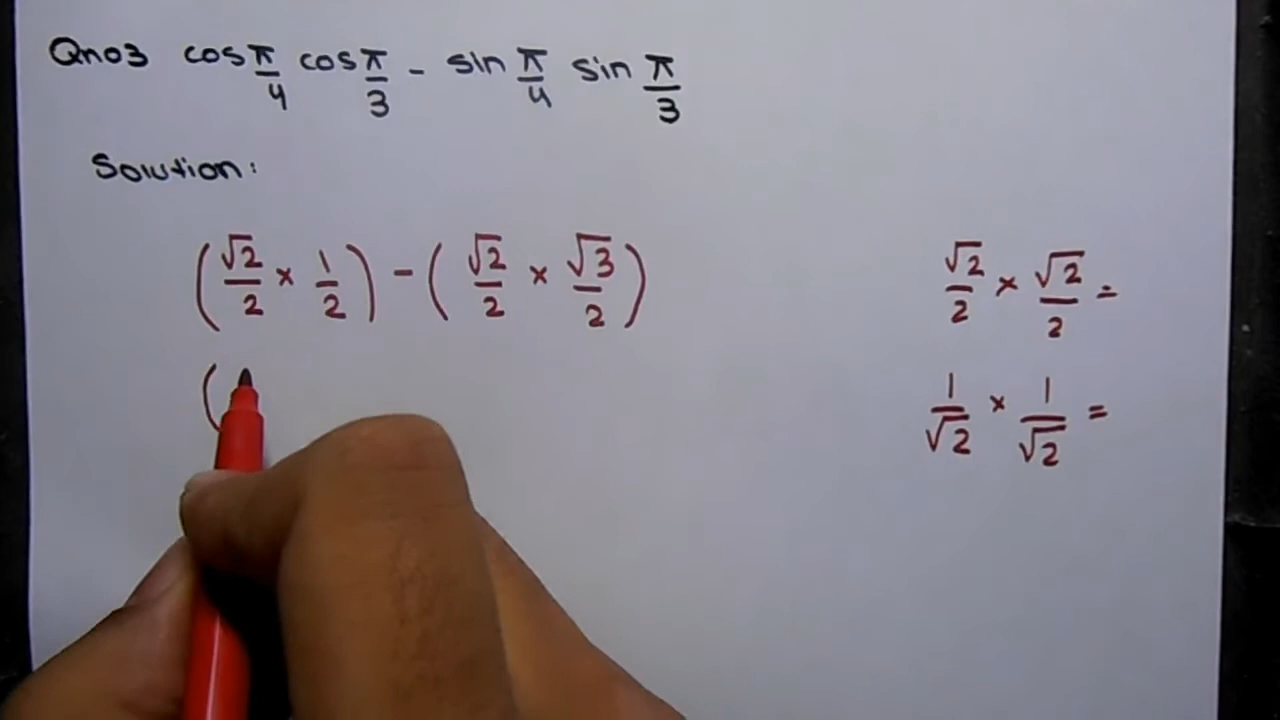 Qno3 cos π/4 cos π/3 - sin π/4 sin π/3
Solution:
(√2/2 × 1/2) - (√2/2 × √3/2)
(
√2/2 × √2/2 =
1/√2 × 1/√2 =